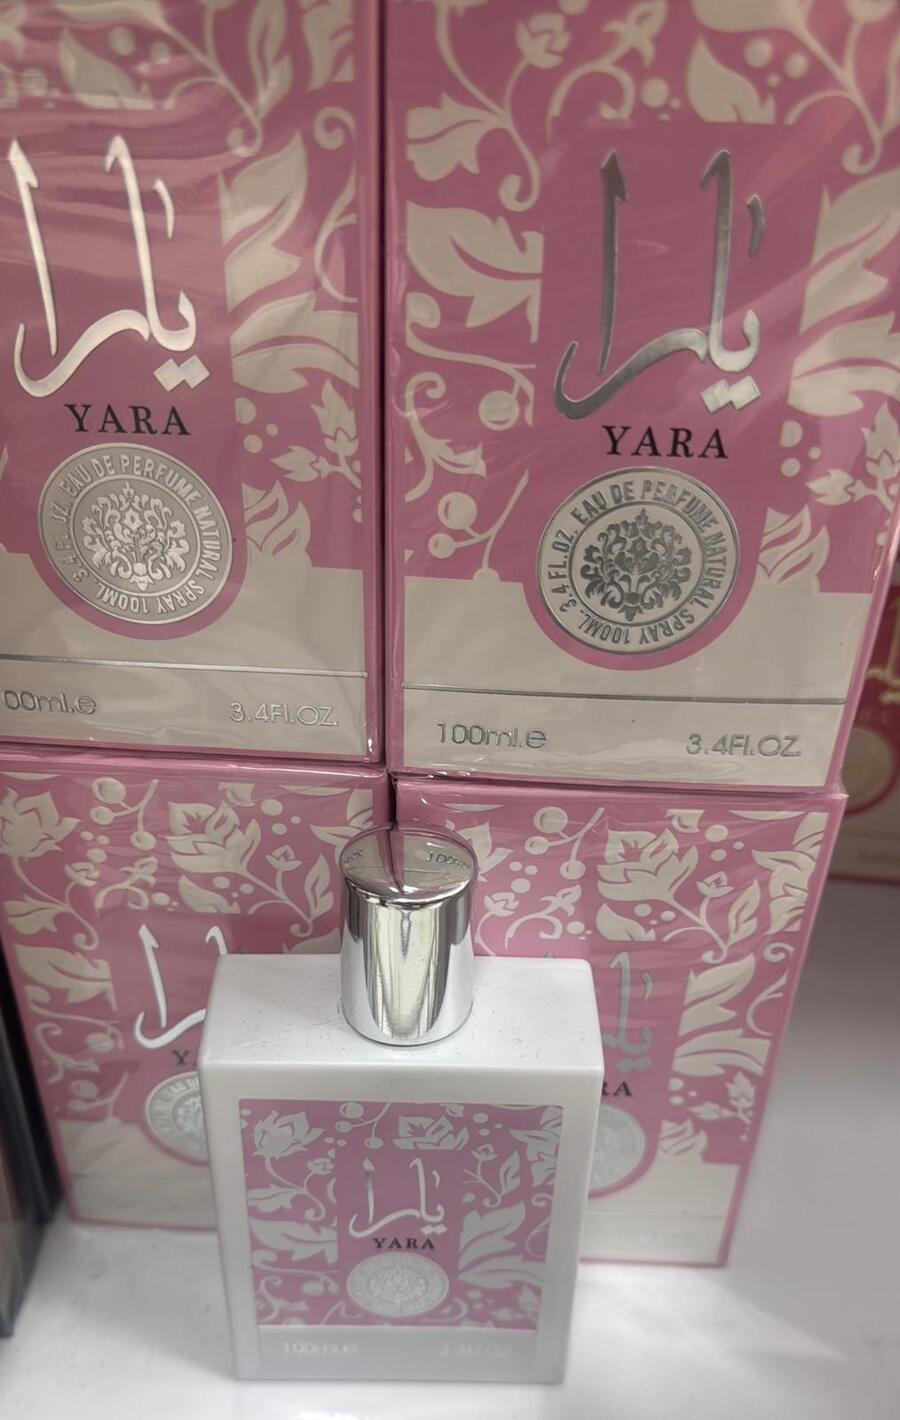 يارا
YARA
EAU DE PERFUME NATURAL SPRAY 100ML. 3.4 FL.OZ.
00ml.e 3.4Fl.OZ.
يارا
YARA
EAU DE PERFUME NATURAL SPRAY 100ML. 3.4 FL.OZ.
100ml.e 3.4Fl.OZ.
يارا
YARA
100ml.e